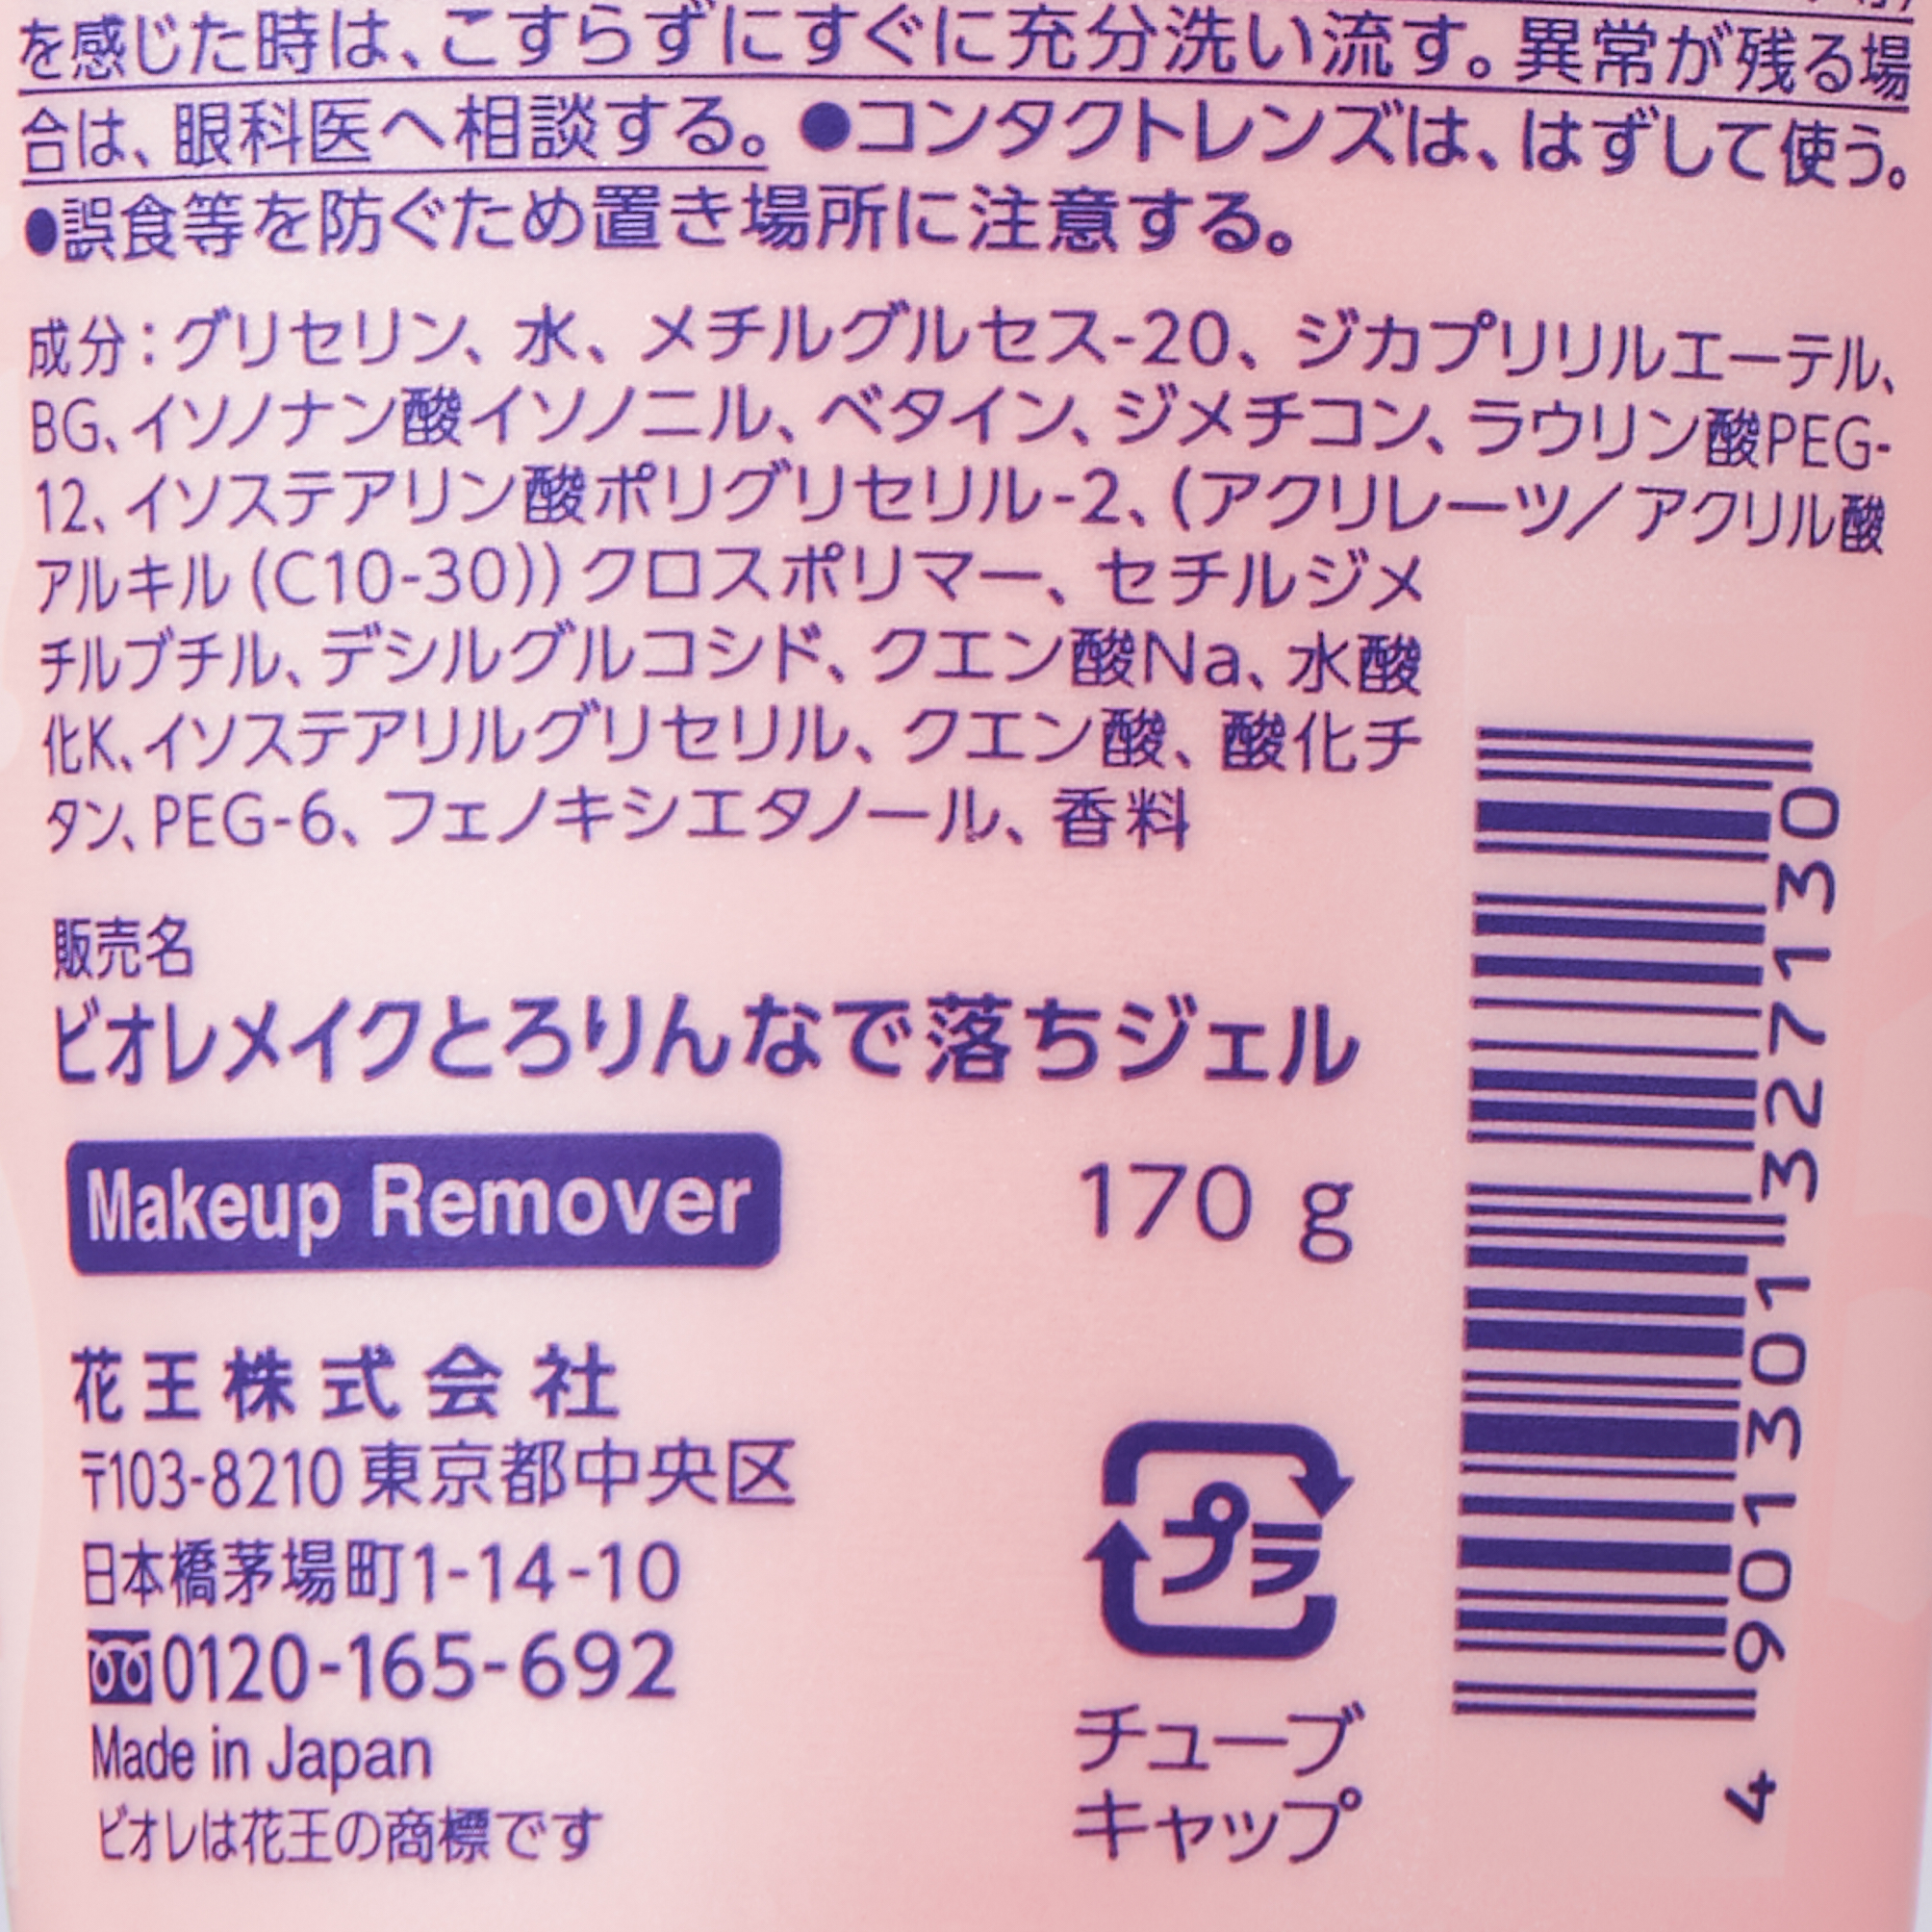 を感じた時は、こすらずにすぐに充分洗い流す。異常が残る場
合は、眼科医へ相談する。●コンタクトレンズは、はずして使う。
●誤食等を防ぐため置き場所に注意する。
成分：グリセリン、水、メチルグルセス-20、ジカプリリルエーテル、
BG、イソノナン酸イソノニル、ベタイン、ジメチコン、ラウリン酸PEG-
12、イソステアリン酸ポリグリセリル-2、(アクリレーツ／アクリル酸
アルキル(C10-30))クロスポリマー、セチルジメ
チルブチル、デシルグルコシド、クエン酸Na、水酸
化K、イソステアリルグリセリル、クエン酸、酸化チ
タン、PEG-6、フェノキシエタノール、香料
販売名
ビオレメイクとろりんなで落ちジェル
Makeup Remover
170 g
花王株式会社
〒103-8210 東京都中央区
日本橋茅場町1-14-10
0120-165-692
Made in Japan
ビオレは花王の商標です
プラ
チューブ
キャップ
4 901301 327130